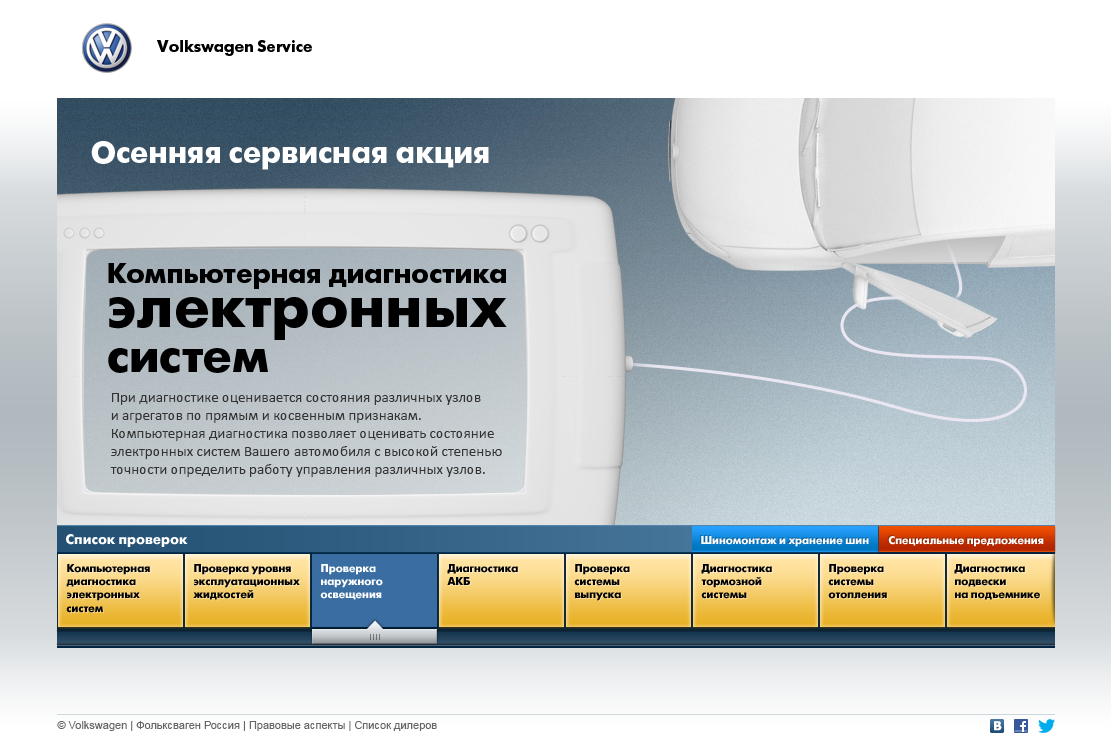 Volkswagen Service
Осенняя сервисная акция
Компьютерная диагностика
электронных
систем
При диагностике оценивается состояния различных узлов
и агрегатов по прямым и косвенным признакам.
Компьютерная диагностика позволяет оценивать состояние
электронных систем Вашего автомобиля с высокой степенью
точности определить работу управления различных узлов.
Список проверок
Шиномонтаж и хранение шин
Специальные предложения
Компьютерная
диагностика
электронных
систем
Проверка уровня
эксплуатационных
жидкостей
Проверка
наружного
освещения
Диагностика
АКБ
Проверка
системы
выпуска
Диагностика
тормозной
системы
Проверка
системы
отопления
Диагностика
подвески
на подъемнике
© Volkswagen | Фольксваген Россия | Правовые аспекты | Список дилеров